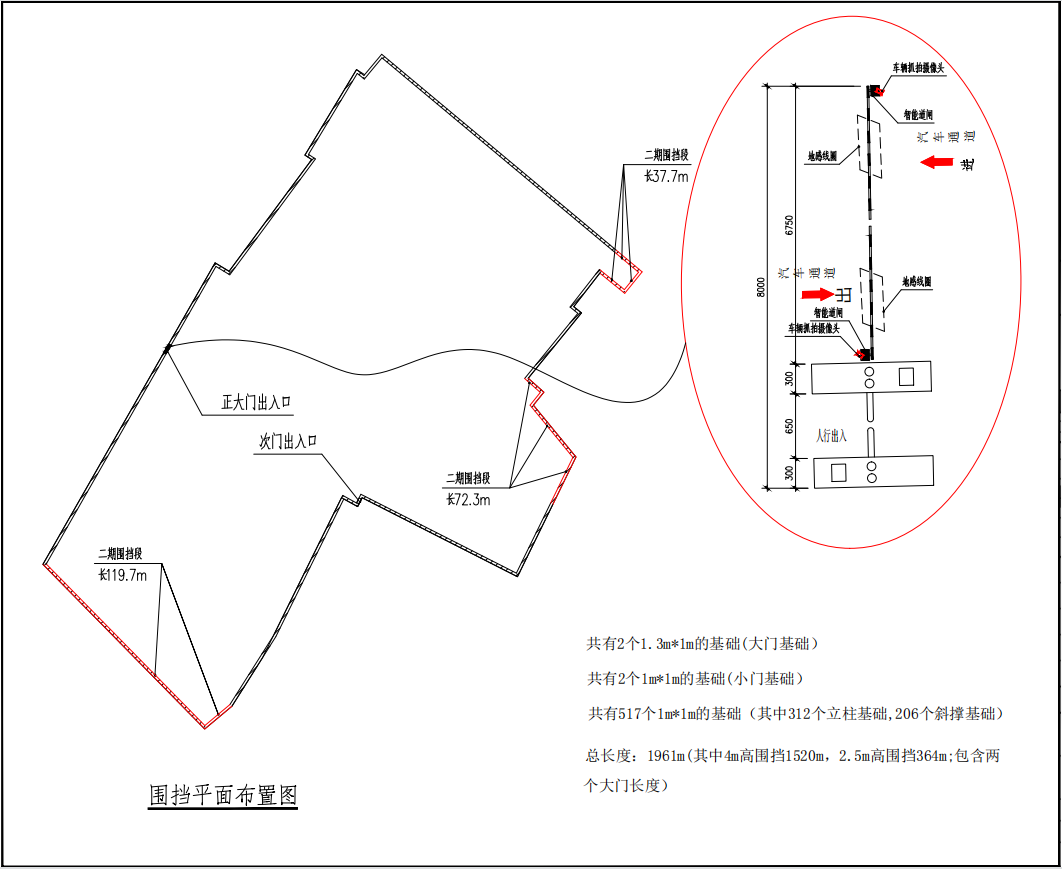 二期围挡段
长37.7m
正大门出入口
次门出入口
二期围挡段
长72.3m
二期围挡段
长119.7m
车辆抓拍摄像头
智能道闸
汽车通道
地感线圈
进
6750
8000
汽车通道
地感线圈
出
智能道闸
车辆抓拍摄像头
300
650
人行出入
300
共有2个1.3m*1m的基础(大门基础)
共有2个1m*1m的基础(小门基础)
共有517个1m*1m的基础（其中312个立柱基础,206个斜撑基础）
总长度：1961m(其中4m高围挡1520m，2.5m高围挡364m;包含两
个大门长度）
围挡平面布置图